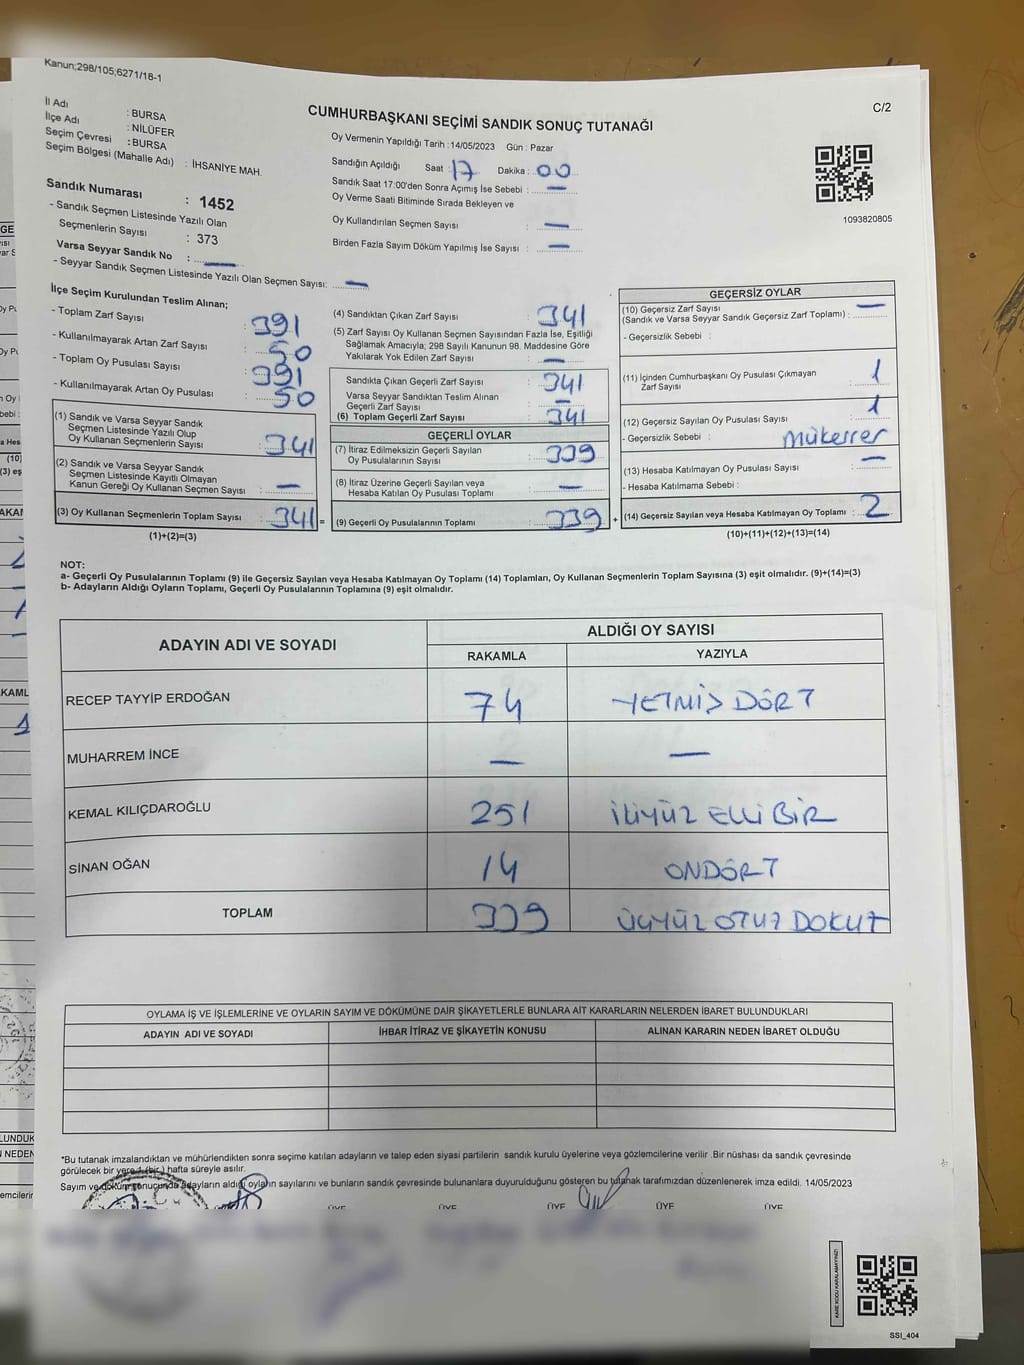 Kanun;298/105;6271/18-1
C/2
CUMHURBAŞKANI SEÇİMİ SANDIK SONUÇ TUTANAĞI
İl Adı : BURSA
İlçe Adı : NİLÜFER
Seçim Çevresi : BURSA
Seçim Bölgesi (Mahalle Adı) : İHSANİYE MAH.
Sandık Numarası : 1452
- Sandık Seçmen Listesinde Yazılı Olan
Seçmenlerin Sayısı : 373
Varsa Seyyar Sandık No : —
- Seyyar Sandık Seçmen Listesinde Yazılı Olan Seçmen Sayısı: —
Oy Vermenin Yapıldığı Tarih : 14/05/2023 Gün : Pazar
Sandığın Açıldığı Saat : 17 Dakika : 00
Sandık Saat 17:00'den Sonra Açımış İse Sebebi : —
Oy Verme Saati Bitiminde Sırada Bekleyen ve
Oy Kullandırılan Seçmen Sayısı : —
Birden Fazla Sayım Döküm Yapılmış İse Sayısı : —
1093820805
İlçe Seçim Kurulundan Teslim Alınan;
- Toplam Zarf Sayısı : 391
- Kullanılmayarak Artan Zarf Sayısı : 50
- Toplam Oy Pusulası Sayısı : 391
- Kullanılmayarak Artan Oy Pusulası : 50
(1) Sandık ve Varsa Seyyar Sandık
Seçmen Listesinde Yazılı Olup
Oy Kullanan Seçmenlerin Sayısı : 341
(2) Sandık ve Varsa Seyyar Sandık
Seçmen Listesinde Kayıtlı Olmayan
Kanun Gereği Oy Kullanan Seçmen Sayısı : —
(3) Oy Kullanan Seçmenlerin Toplam Sayısı : 341
(1)+(2)=(3)
(4) Sandıktan Çıkan Zarf Sayısı : 341
(5) Zarf Sayısı Oy Kullanan Seçmen Sayısından Fazla İse, Eşitliği
Sağlamak Amacıyla; 298 Sayılı Kanunun 98. Maddesine Göre
Yakılarak Yok Edilen Zarf Sayısı : —
Sandıkta Çıkan Geçerli Zarf Sayısı : 341
Varsa Seyyar Sandıktan Teslim Alınan
Geçerli Zarf Sayısı : —
(6) Toplam Geçerli Zarf Sayısı : 341
GEÇERLİ OYLAR
(7) İtiraz Edilmeksizin Geçerli Sayılan
Oy Pusulalarının Sayısı : 339
(8) İtiraz Üzerine Geçerli Sayılan veya
Hesaba Katılan Oy Pusulası Toplamı : —
= (9) Geçerli Oy Pusulalarının Toplamı : 339 +
GEÇERSİZ OYLAR
(10) Geçersiz Zarf Sayısı
(Sandık ve Varsa Seyyar Sandık Geçersiz Zarf Toplamı) : —
- Geçersizlik Sebebi :
(11) İçinden Cumhurbaşkanı Oy Pusulası Çıkmayan
Zarf Sayısı : 1
(12) Geçersiz Sayılan Oy Pusulası Sayısı : 1
- Geçersizlik Sebebi : Mükerrer
(13) Hesaba Katılmayan Oy Pusulası Sayısı : —
- Hesaba Katılmama Sebebi :
(14) Geçersiz Sayılan veya Hesaba Katılmayan Oy Toplamı : 2
(10)+(11)+(12)+(13)=(14)
NOT:
a- Geçerli Oy Pusulalarının Toplamı (9) ile Geçersiz Sayılan veya Hesaba Katılmayan Oy Toplamı (14) Toplamları, Oy Kullanan Seçmenlerin Toplam Sayısına (3) eşit olmalıdır. (9)+(14)=(3)
b- Adayların Aldığı Oyların Toplamı, Geçerli Oy Pusulalarının Toplamına (9) eşit olmalıdır.
ADAYIN ADI VE SOYADI ALDIĞI OY SAYISI
RAKAMLA YAZIYLA
RECEP TAYYİP ERDOĞAN 74 YETMİŞ DÖRT
MUHARREM İNCE — —
KEMAL KILIÇDAROĞLU 251 İKİYÜZ ELLİ BİR
SİNAN OĞAN 14 ONDÖRT
TOPLAM 339 ÜÇYÜZ OTUZ DOKUZ
OYLAMA İŞ VE İŞLEMLERİNE VE OYLARIN SAYIM VE DÖKÜMÜNE DAİR ŞİKAYETLERLE BUNLARA AİT KARARLARIN NELERDEN İBARET BULUNDUKLARI
ADAYIN ADI VE SOYADI İHBAR İTİRAZ VE ŞİKAYETİN KONUSU ALINAN KARARIN NEDEN İBARET OLDUĞU
*Bu tutanak imzalandıktan ve mühürlendikten sonra seçime katılan adayların ve talep eden siyasi partilerin sandık kurulu üyelerine veya gözlemcilerine verilir .Bir nüshası da sandık çevresinde
görülecek bir yere 1 (bir ) hafta süreyle asılır.
Sayım ve döküm sonucunda adayların aldığı oyların sayılarını ve bunların sandık çevresinde bulunanlara duyurulduğunu gösteren bu tutanak tarafımızdan düzenlenerek imza edildi. 14/05/2023
ÜYE ÜYE ÜYE ÜYE ÜYE
SSI_404